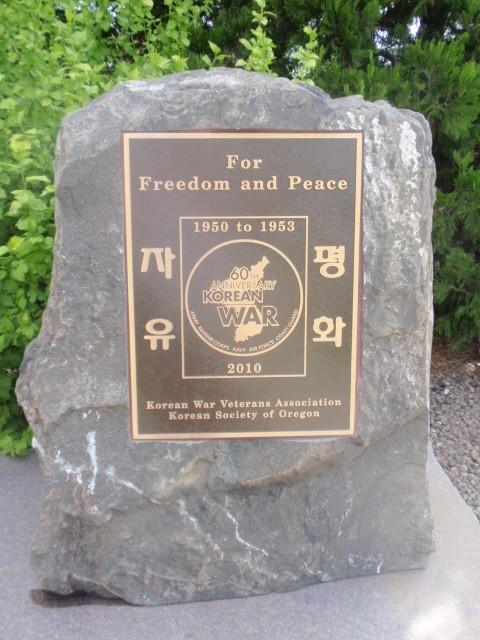 For
Freedom and Peace
1950 to 1953
자유
평화
60TH
ANNIVERSARY
KOREAN
WAR
ARMY MARINE CORPS NAVY AIR FORCE COAST GUARD
2010
Korean War Veterans Association
Korean Society of Oregon